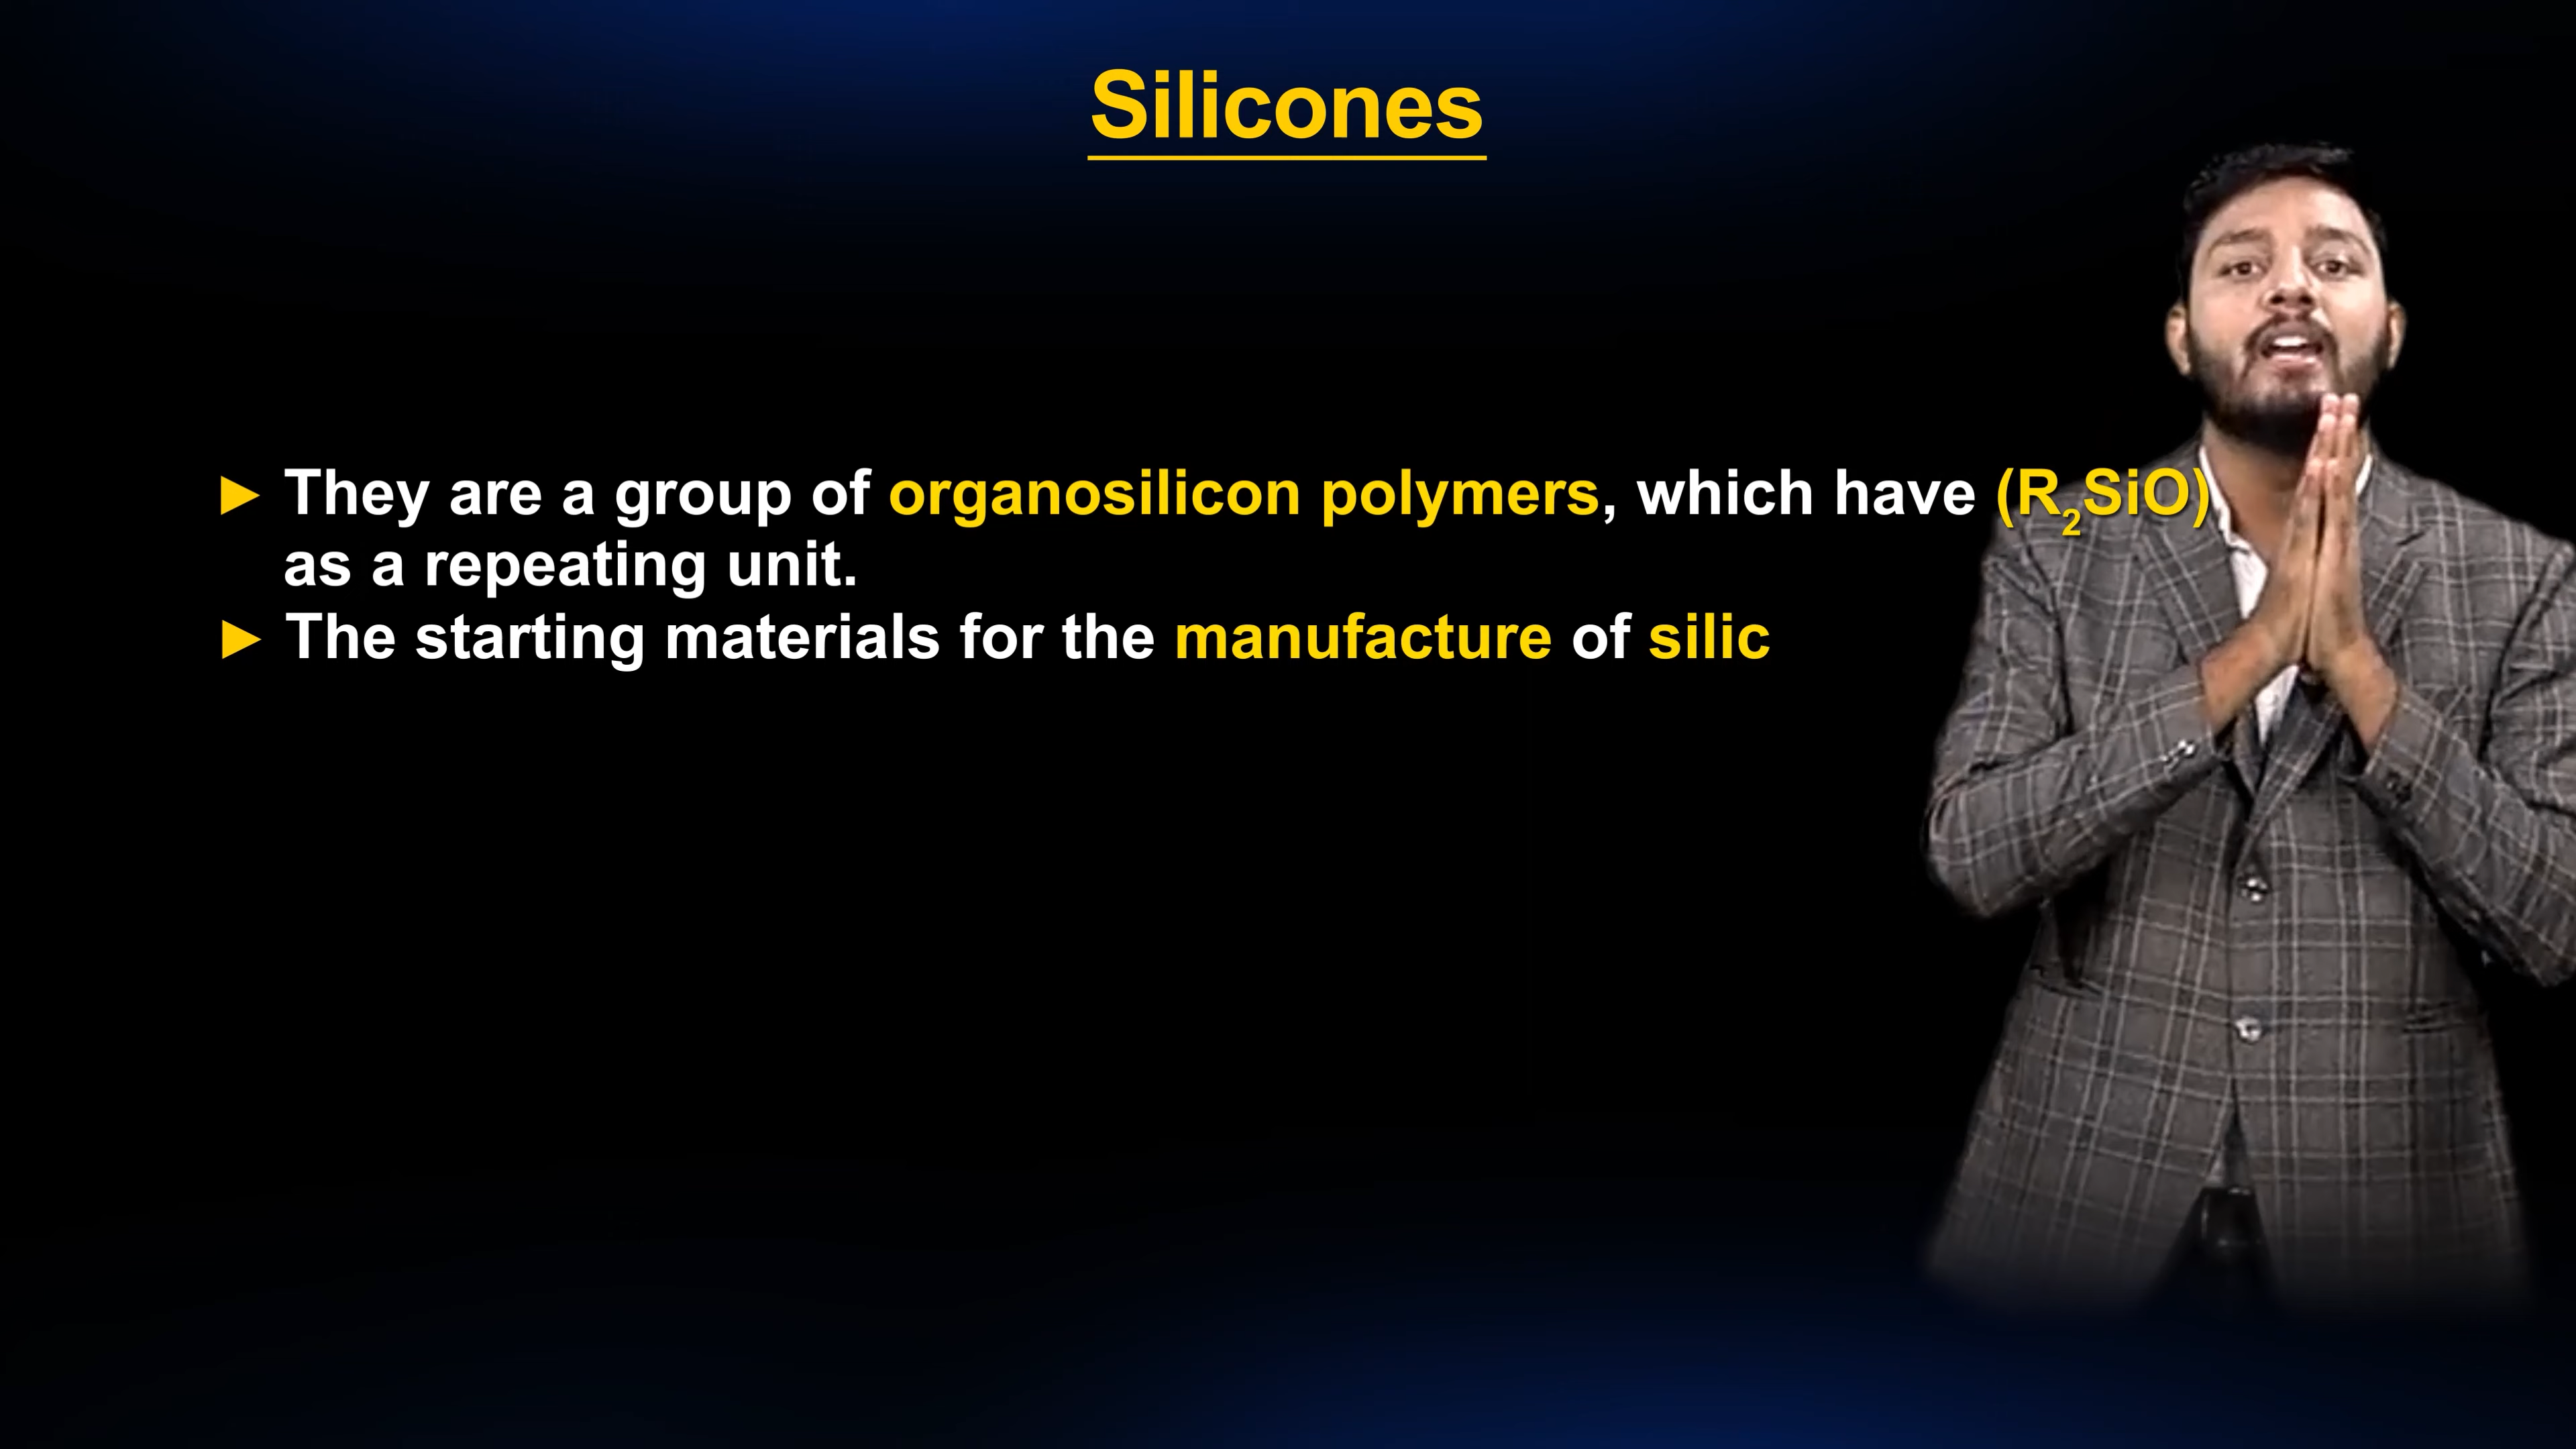 Silicones
► They are a group of organosilicon polymers, which have (R₂SiO)
as a repeating unit.
► The starting materials for the manufacture of silic